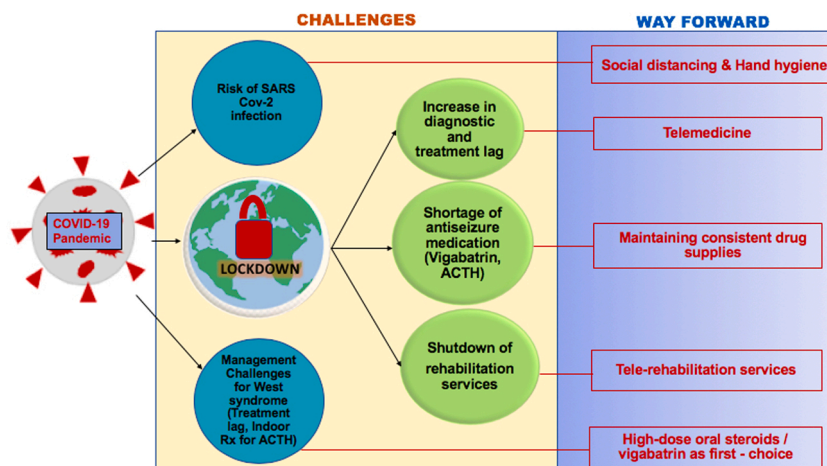 CHALLENGES
WAY FORWARD
COVID-19
Pandemic
Risk of SARS
Cov-2
infection
LOCKDOWN
Management
Challenges
for West
syndrome
(Treatment
lag, Indoor
Rx for ACTH)
Increase in
diagnostic
and
treatment lag
Shortage of
antiseizure
medication
(Vigabatrin,
ACTH)
Shutdown of
rehabilitation
services
Social distancing & Hand hygiene
Telemedicine
Maintaining consistent drug
supplies
Tele-rehabilitation services
High-dose oral steroids /
vigabatrin as first - choice